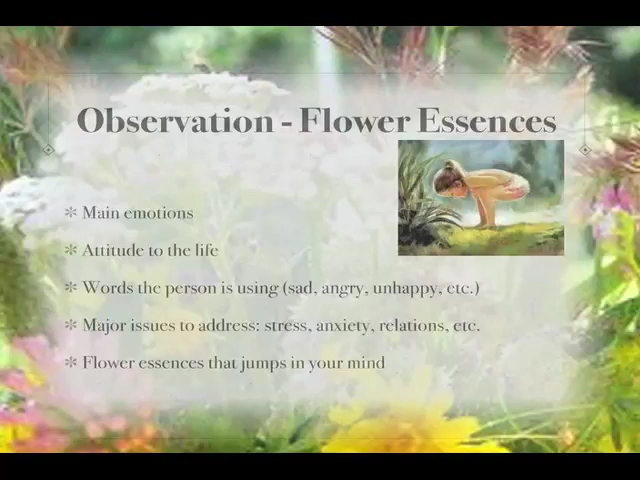 Observation - Flower Essences
Main emotions
Attitude to the life
Words the person is using (sad, angry, unhappy, etc.)
Major issues to address: stress, anxiety, relations, etc.
Flower essences that jumps in your mind